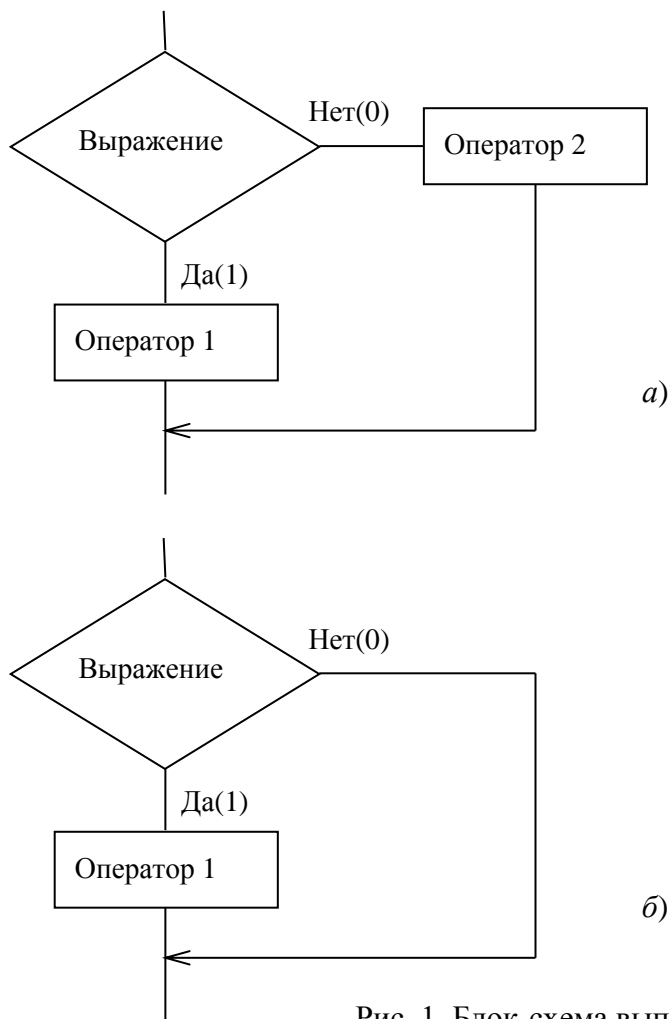 Нет(0)
Выражение
Оператор 2
Да(1)
Оператор 1
а)
Нет(0)
Выражение
Да(1)
Оператор 1
б)
Рис. 1. Блок-схема